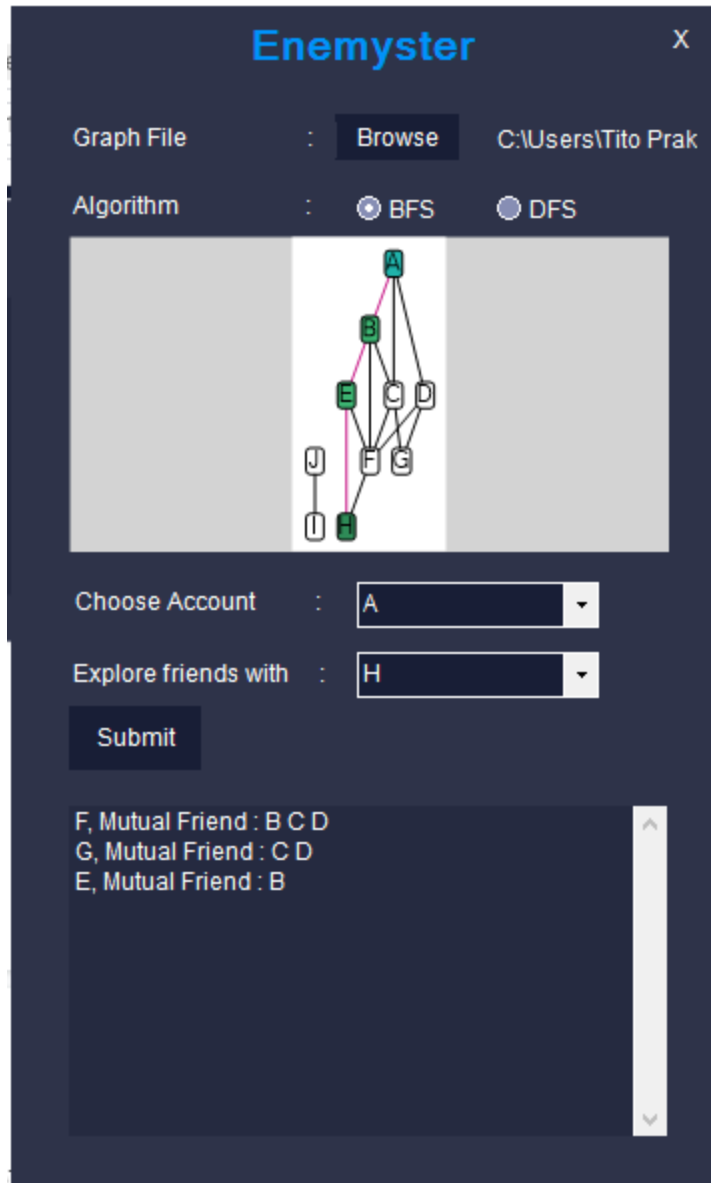 Enemyster X
Graph File : Browse C:\Users\Tito Prak
Algorithm : BFS DFS
A
B
E C D
J F G
I H
Choose Account : A
Explore friends with : H
Submit
F, Mutual Friend : B C D
G, Mutual Friend : C D
E, Mutual Friend : B